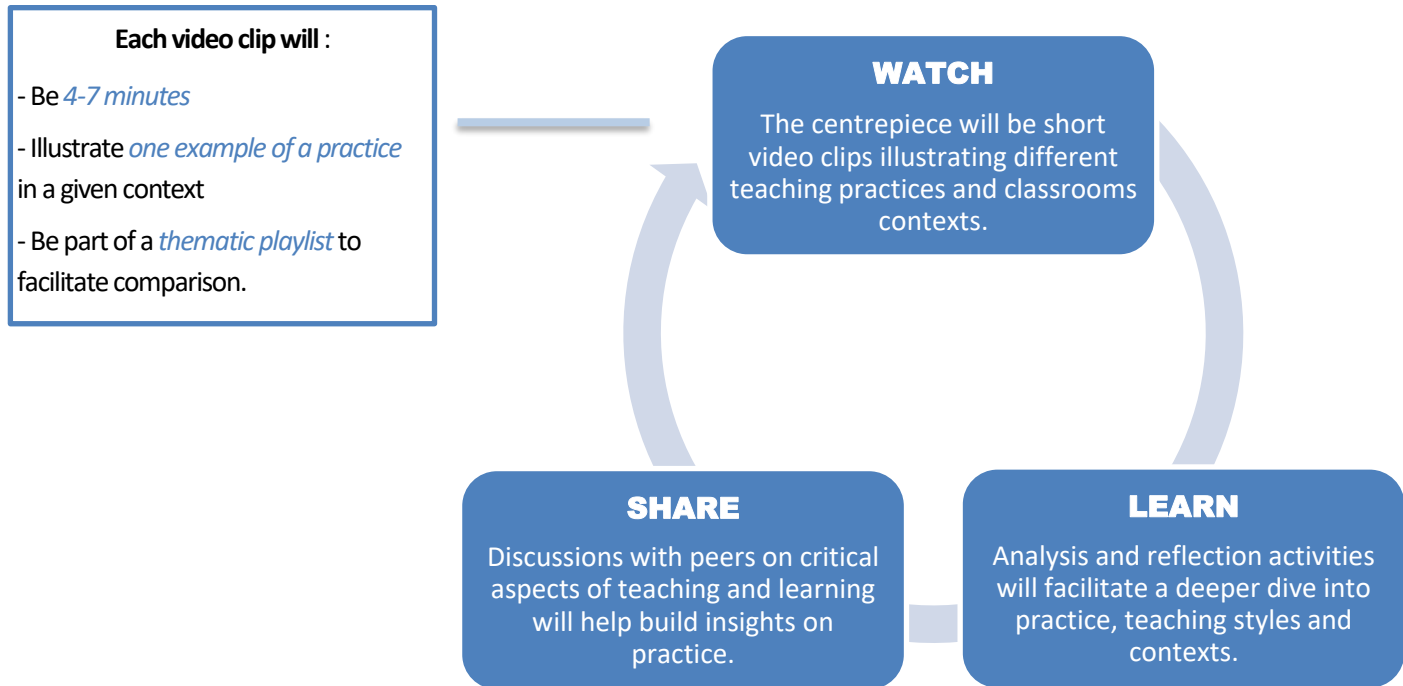 Each video clip will :
- Be 4-7 minutes
- Illustrate one example of a practice
in a given context
- Be part of a thematic playlist to
facilitate comparison.
WATCH
The centrepiece will be short
video clips illustrating different
teaching practices and classrooms
contexts.
SHARE
Discussions with peers on critical
aspects of teaching and learning
will help build insights on
practice.
LEARN
Analysis and reflection activities
will facilitate a deeper dive into
practice, teaching styles and
contexts.